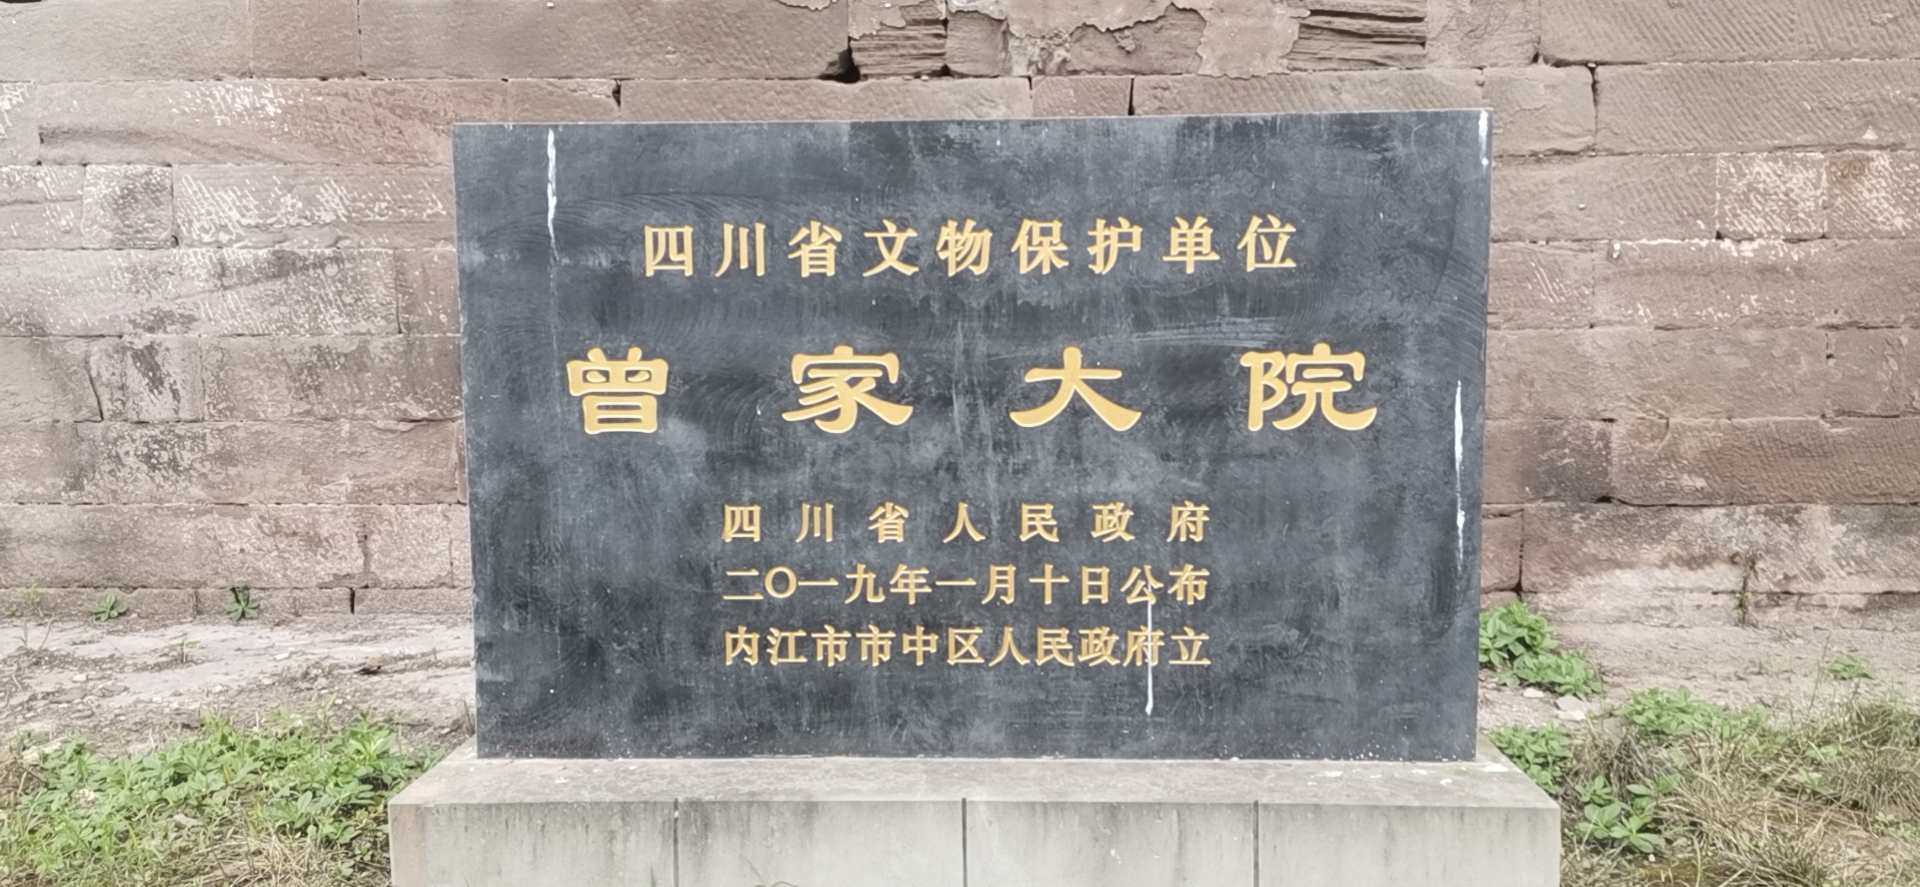 四川省文物保护单位
曾家大院
四川省人民政府
二〇一九年一月十日公布
内江市市中区人民政府立